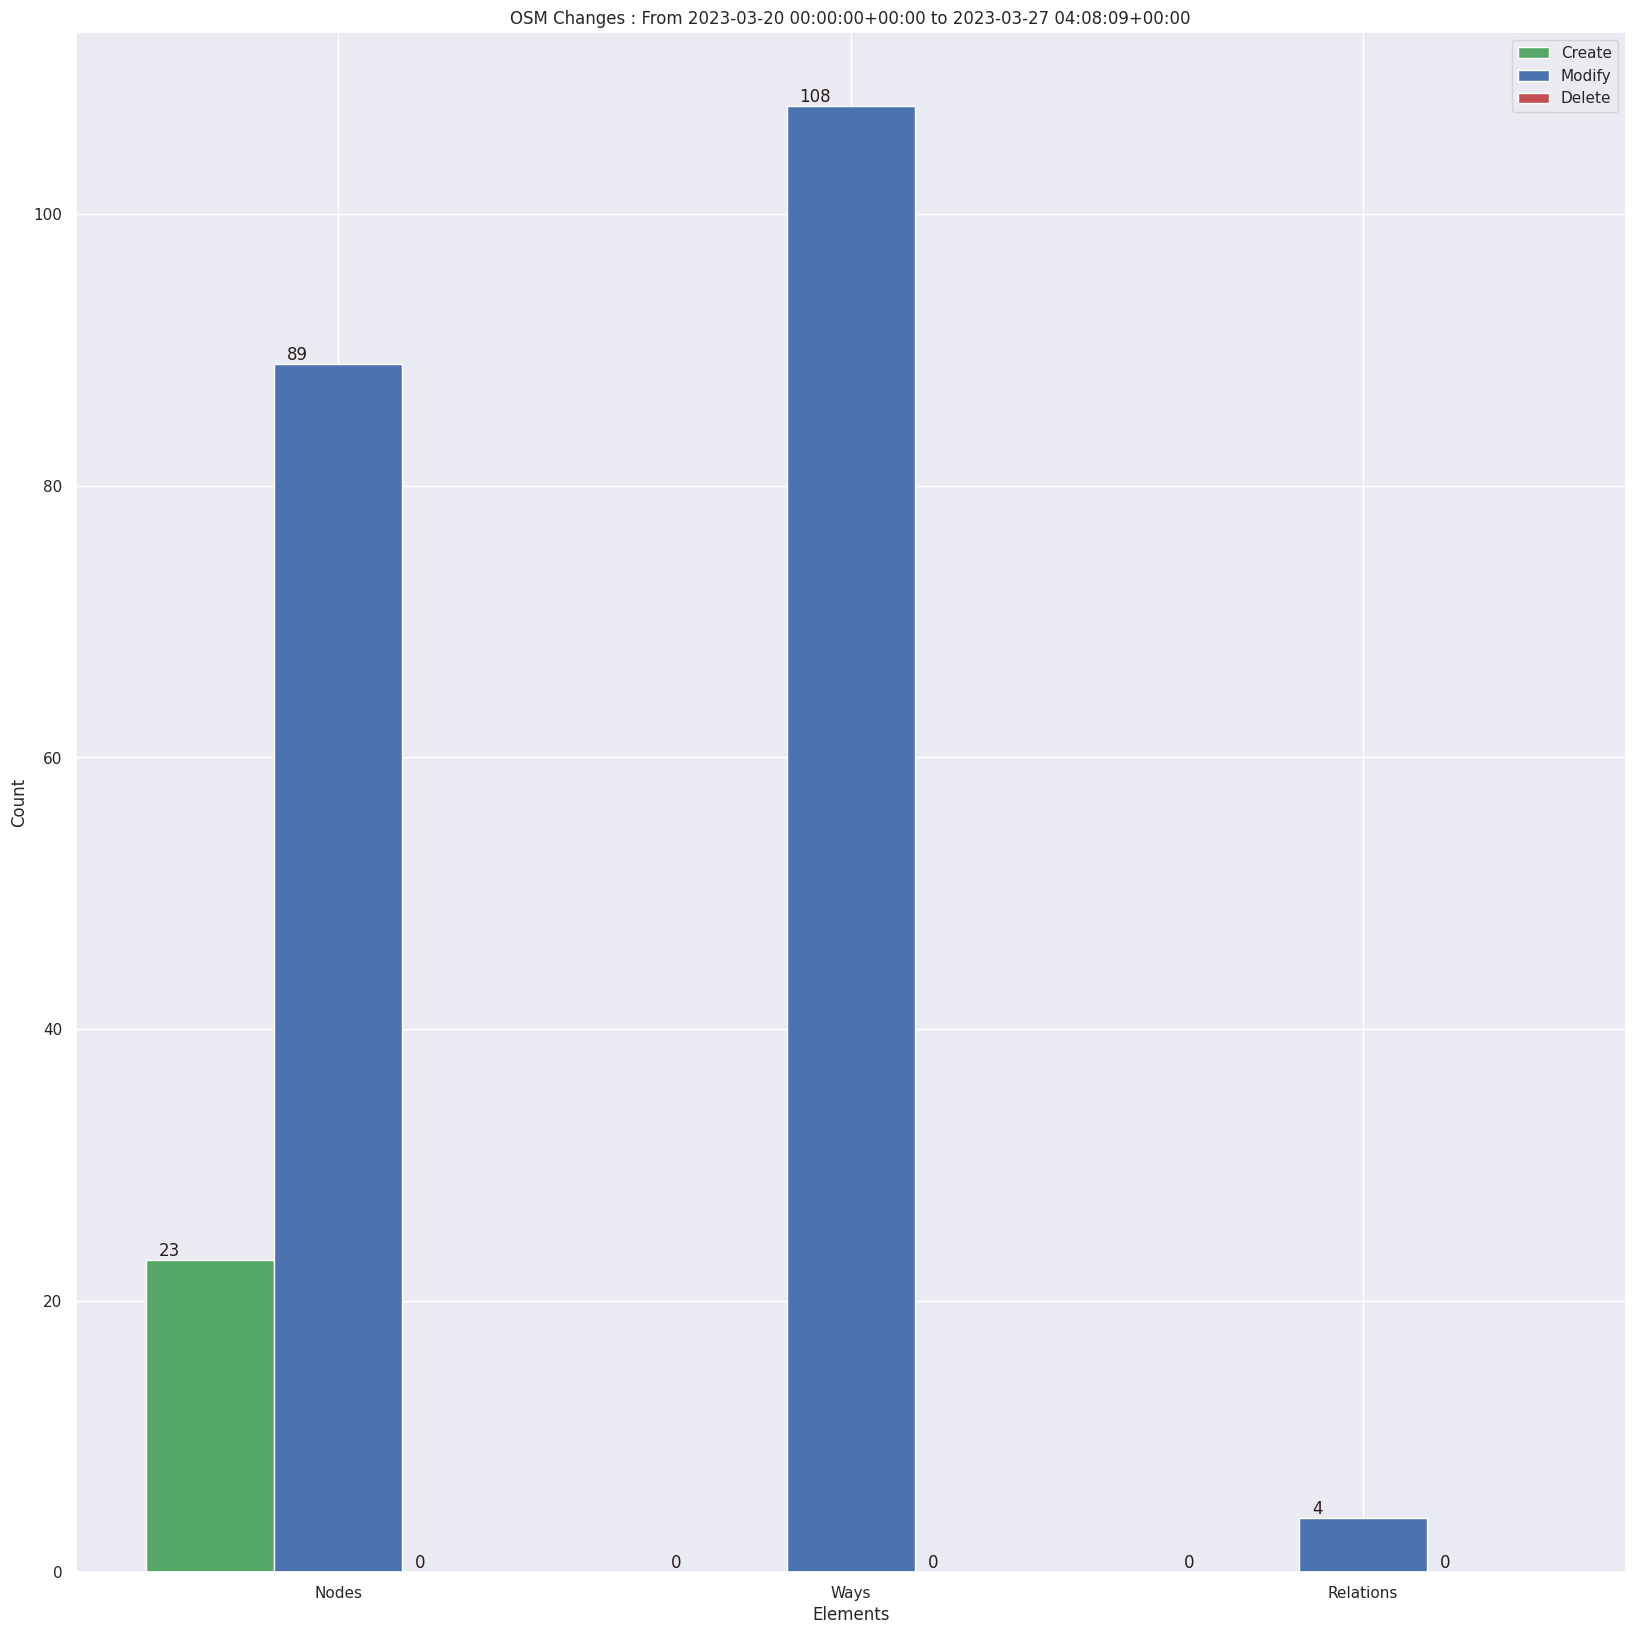 OSM Changes : From 2023-03-20 00:00:00+00:00 to 2023-03-27 04:08:09+00:00
Create
Modify
Delete
108
100
89
80
60
Count
40
23
20
4
0
0
0
0
0
0
Nodes
Ways
Relations
Elements